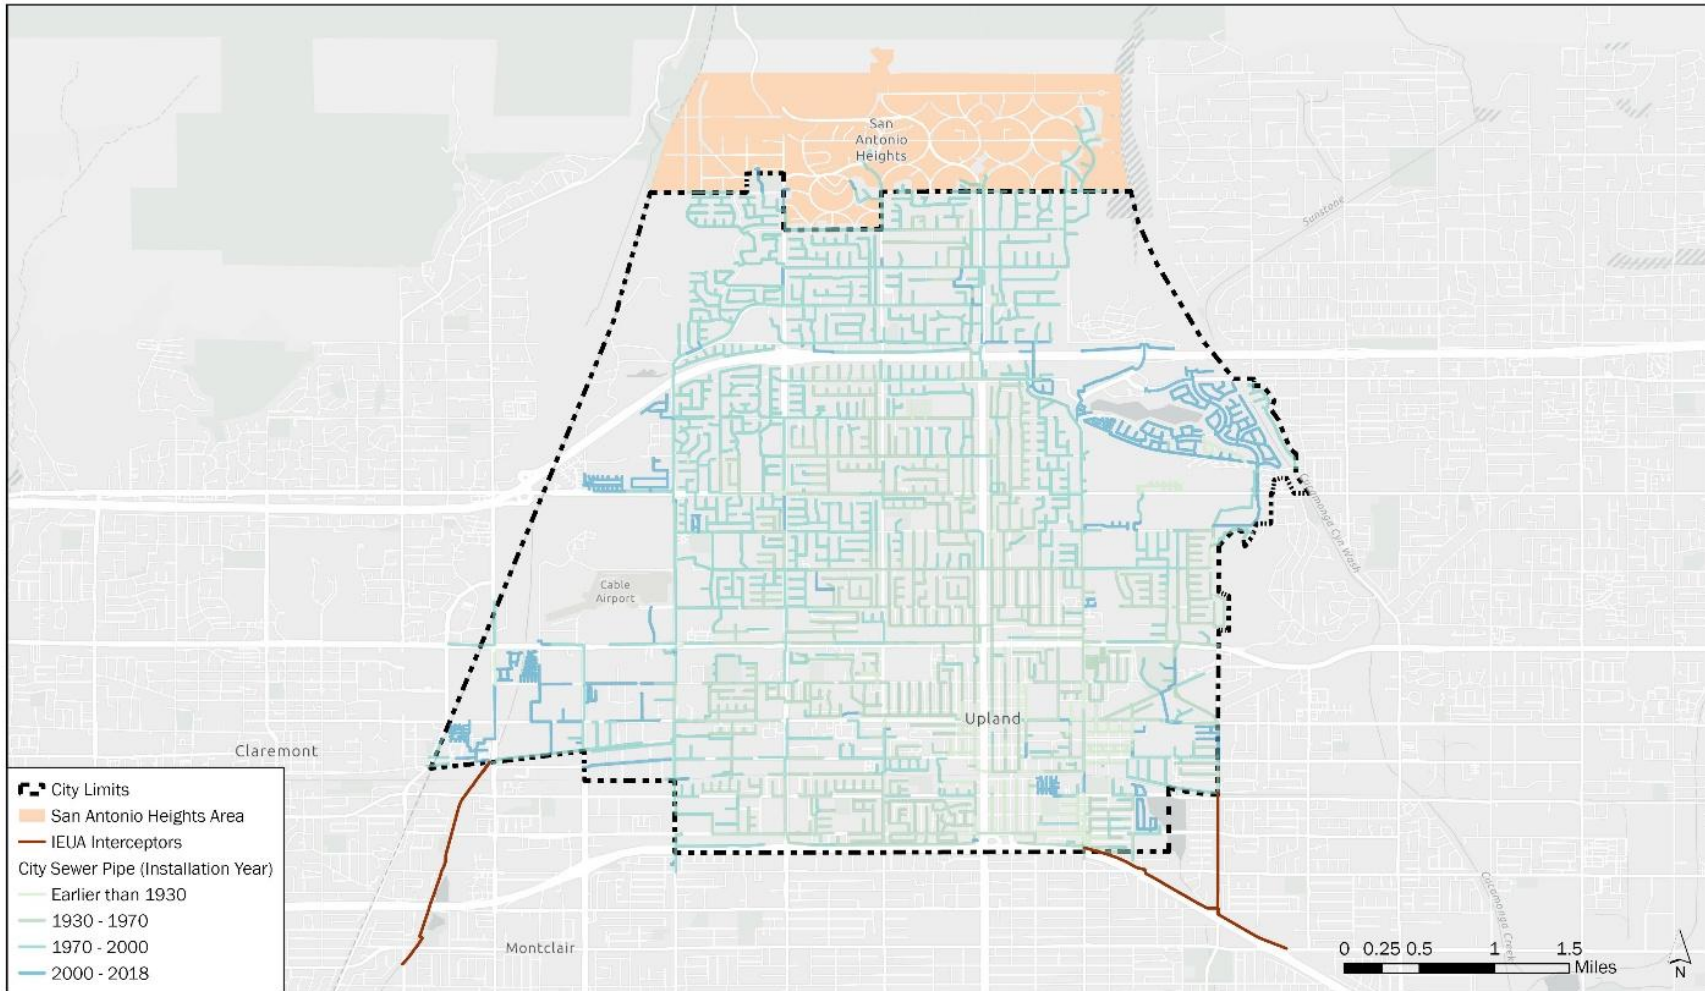 San
Antonio
Heights
Sunstone
Cucamonga Cyn Wash
Cable
Airport
Upland
Claremont
City Limits
San Antonio Heights Area
IEUA Interceptors
City Sewer Pipe (Installation Year)
Earlier than 1930
1930 - 1970
1970 - 2000
2000 - 2018
Montclair
Cucamonga Creek
0 0.25 0.5 1 1.5
Miles
N